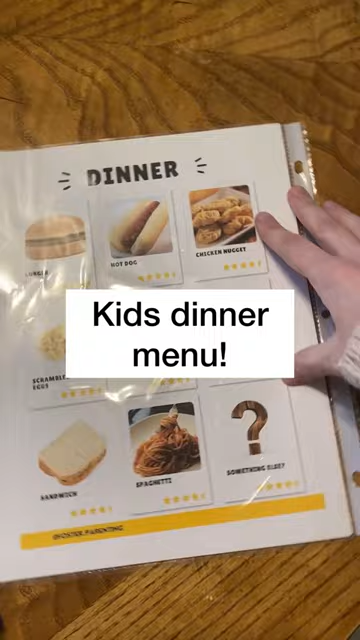 DINNER
BURGER
HOT DOG
CHICKEN NUGGET
Kids dinner
menu!
SCRAMBLED
EGGS
SANDWICH
SPAGHETTI
SOMETHING ELSE?